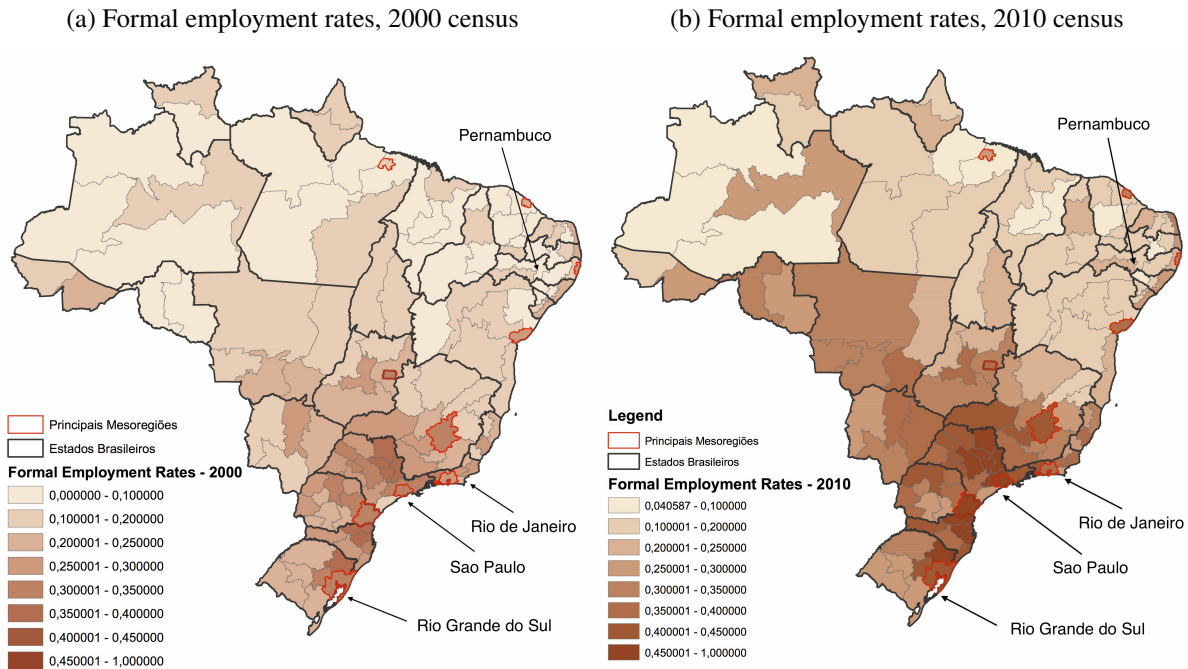 (a) Formal employment rates, 2000 census
Pernambuco
Principais Mesoregiões
Estados Brasileiros
Formal Employment Rates - 2000
0,000000 - 0,100000
0,100001 - 0,200000
0,200001 - 0,250000
0,250001 - 0,300000
0,300001 - 0,350000
0,350001 - 0,400000
0,400001 - 0,450000
0,450001 - 1,000000
Rio de Janeiro
Sao Paulo
Rio Grande do Sul
(b) Formal employment rates, 2010 census
Pernambuco
Legend
Principais Mesoregiões
Estados Brasileiros
Formal Employment Rates - 2010
0,040587 - 0,100000
0,100001 - 0,200000
0,200001 - 0,250000
0,250001 - 0,300000
0,300001 - 0,350000
0,350001 - 0,400000
0,400001 - 0,450000
0,450001 - 1,000000
Rio de Janeiro
Sao Paulo
Rio Grande do Sul